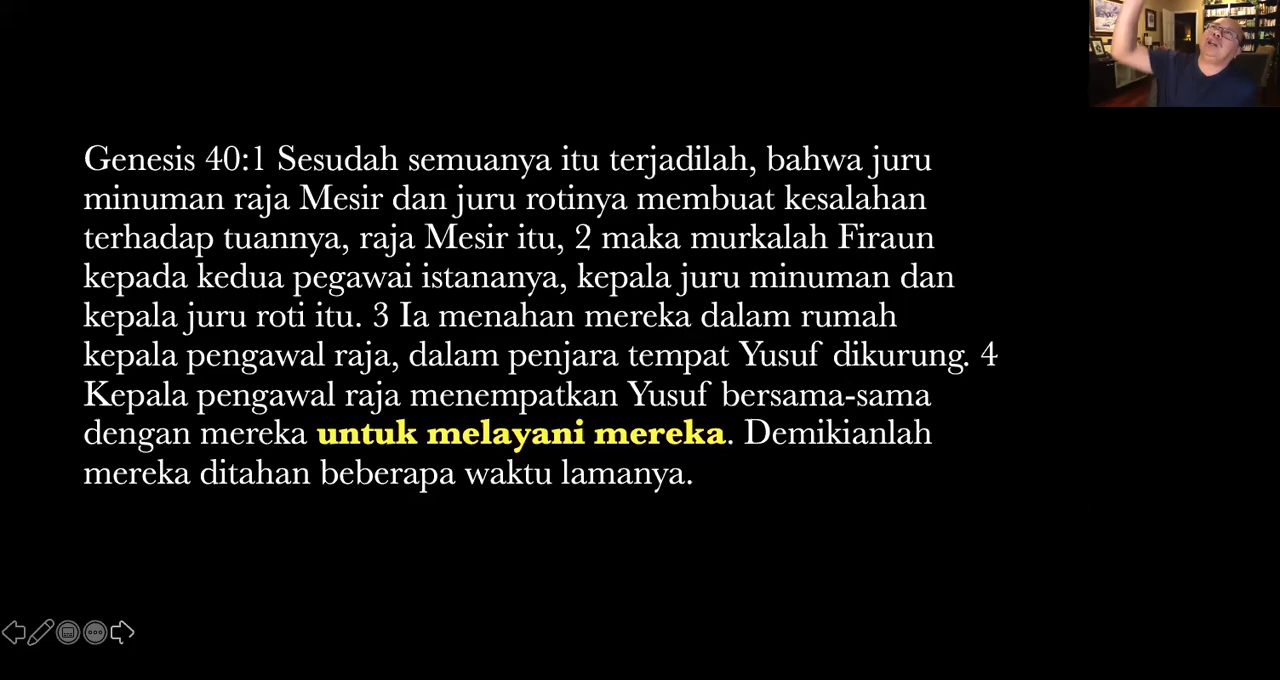 Genesis 40:1 Sesudah semuanya itu terjadilah, bahwa juru
minuman raja Mesir dan juru rotinya membuat kesalahan
terhadap tuannya, raja Mesir itu, 2 maka murkalah Firaun
kepada kedua pegawai istananya, kepala juru minuman dan
kepala juru roti itu. 3 Ia menahan mereka dalam rumah
kepala pengawal raja, dalam penjara tempat Yusuf dikurung. 4
Kepala pengawal raja menempatkan Yusuf bersama-sama
dengan mereka untuk melayani mereka. Demikianlah
mereka ditahan beberapa waktu lamanya.